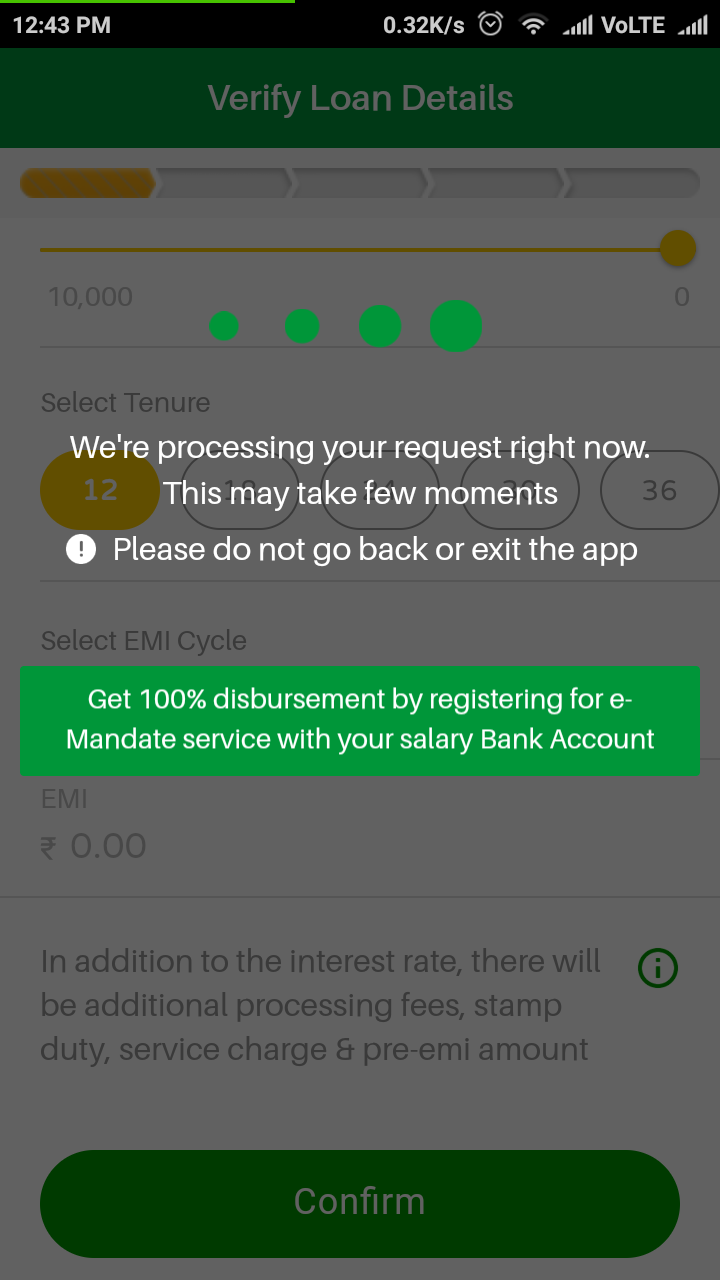 12:43 PM 0.32K/s VoLTE
Verify Loan Details
10,000 0
Select Tenure
We're processing your request right now.
12 18 24 30 36
This may take few moments
Please do not go back or exit the app
Select EMI Cycle
Get 100% disbursement by registering for e-
Mandate service with your salary Bank Account
EMI
₹ 0.00
In addition to the interest rate, there will
be additional processing fees, stamp
duty, service charge & pre-emi amount
Confirm